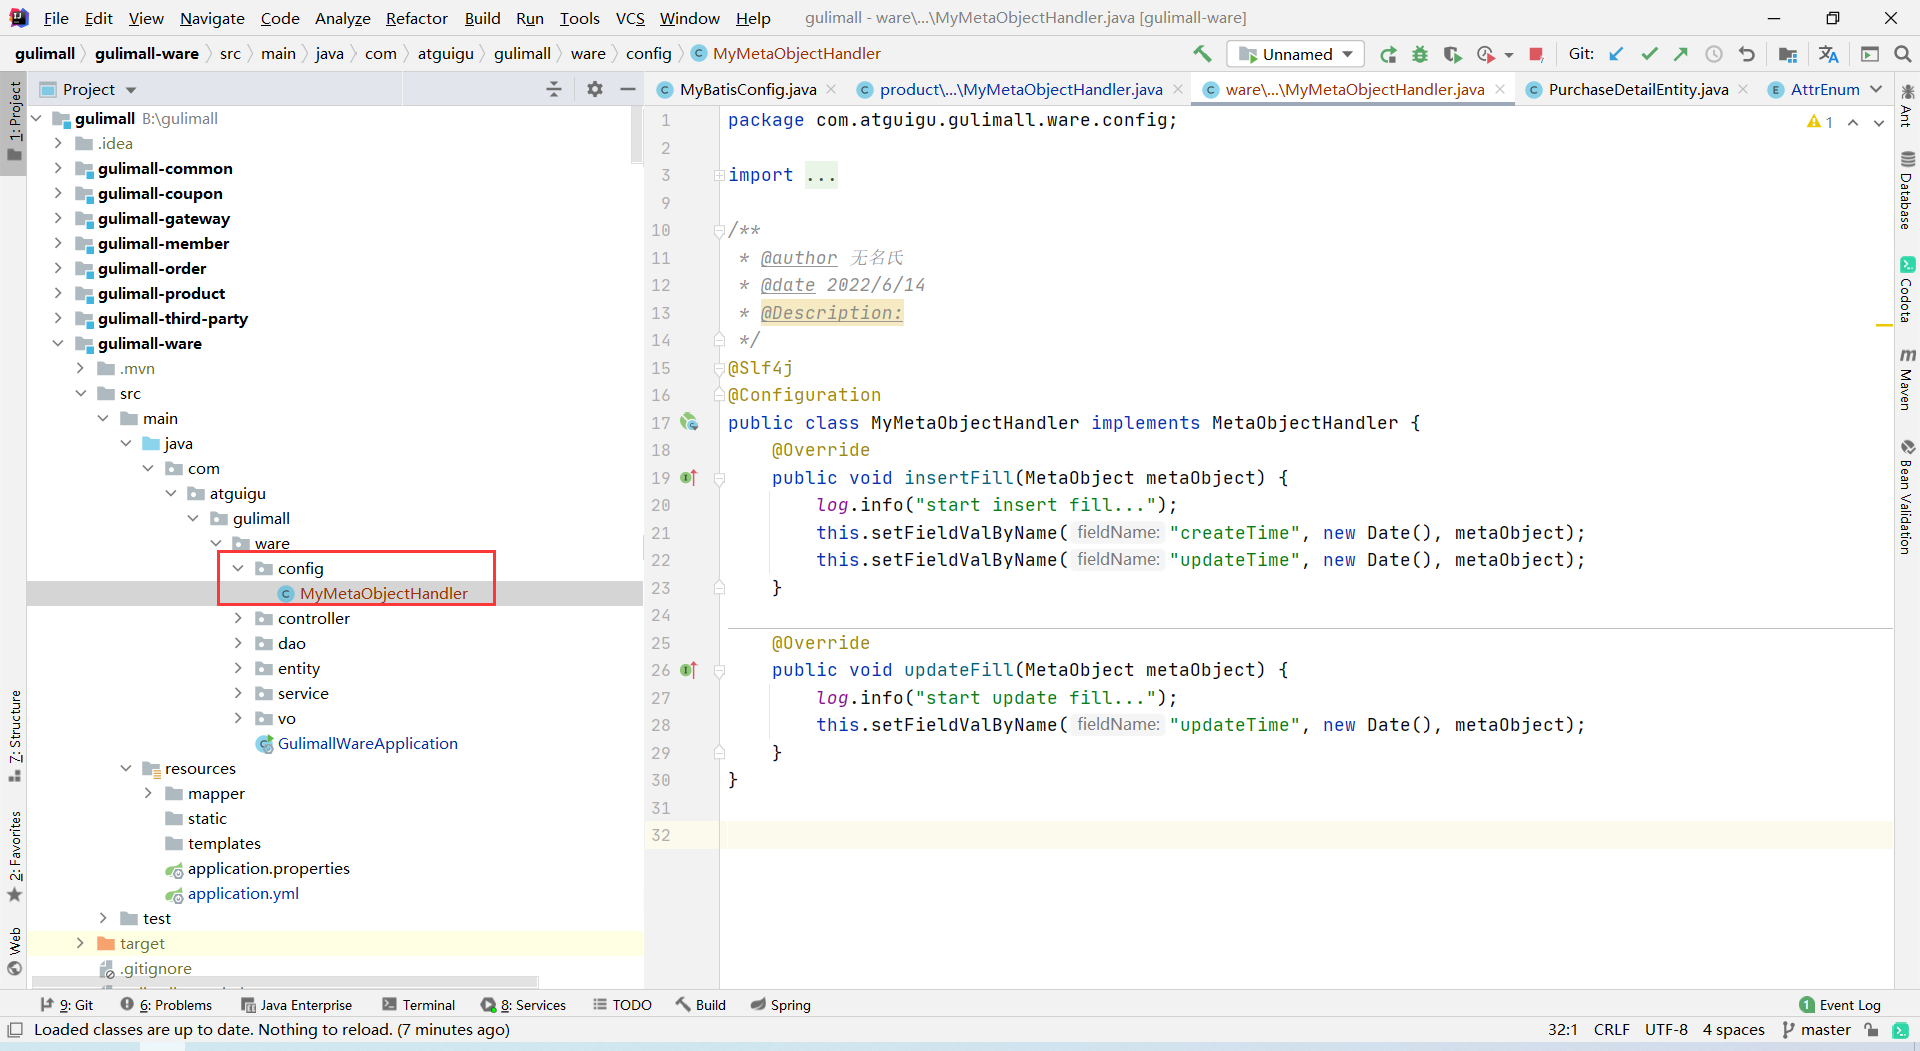 File Edit View Navigate Code Analyze Refactor Build Run Tools VCS Window Help gulimall - ware\...\MyMetaObjectHandler.java [gulimall-ware]
gulimall gulimall-ware src main java com atguigu gulimall ware config MyMetaObjectHandler Unnamed Git:
Project
MyBatisConfig.java product\...\MyMetaObjectHandler.java ware\...\MyMetaObjectHandler.java PurchaseDetailEntity.java AttrEnum
1: Project
7: Structure
2: Favorites
Web
gulimall B:\gulimall
.idea
gulimall-common
gulimall-coupon
gulimall-gateway
gulimall-member
gulimall-order
gulimall-product
gulimall-third-party
gulimall-ware
.mvn
src
main
java
com
atguigu
gulimall
ware
config
MyMetaObjectHandler
controller
dao
entity
service
vo
GulimallWareApplication
resources
mapper
static
templates
application.properties
application.yml
test
target
.gitignore
1 package com.atguigu.gulimall.ware.config;
2
3 import ...
9
10 /**
11 * @author 无名氏
12 * @date 2022/6/14
13 * @Description:
14 */
15 @Slf4j
16 @Configuration
17 public class MyMetaObjectHandler implements MetaObjectHandler {
18 @Override
19 public void insertFill(MetaObject metaObject) {
20 log.info("start insert fill...");
21 this.setFieldValByName( fieldName: "createTime", new Date(), metaObject);
22 this.setFieldValByName( fieldName: "updateTime", new Date(), metaObject);
23 }
24
25 @Override
26 public void updateFill(MetaObject metaObject) {
27 log.info("start update fill...");
28 this.setFieldValByName( fieldName: "updateTime", new Date(), metaObject);
29 }
30 }
31
32
1
Ant
Database
Codota
Maven
Bean Validation
9: Git 6: Problems Java Enterprise Terminal 8: Services TODO Build Spring 1 Event Log
Loaded classes are up to date. Nothing to reload. (7 minutes ago) 32:1 CRLF UTF-8 4 spaces master